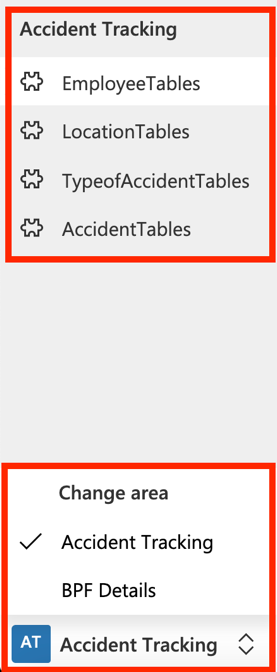 Accident Tracking
EmployeeTables
LocationTables
TypeofAccidentTables
AccidentTables
Change area
Accident Tracking
BPF Details
AT Accident Tracking